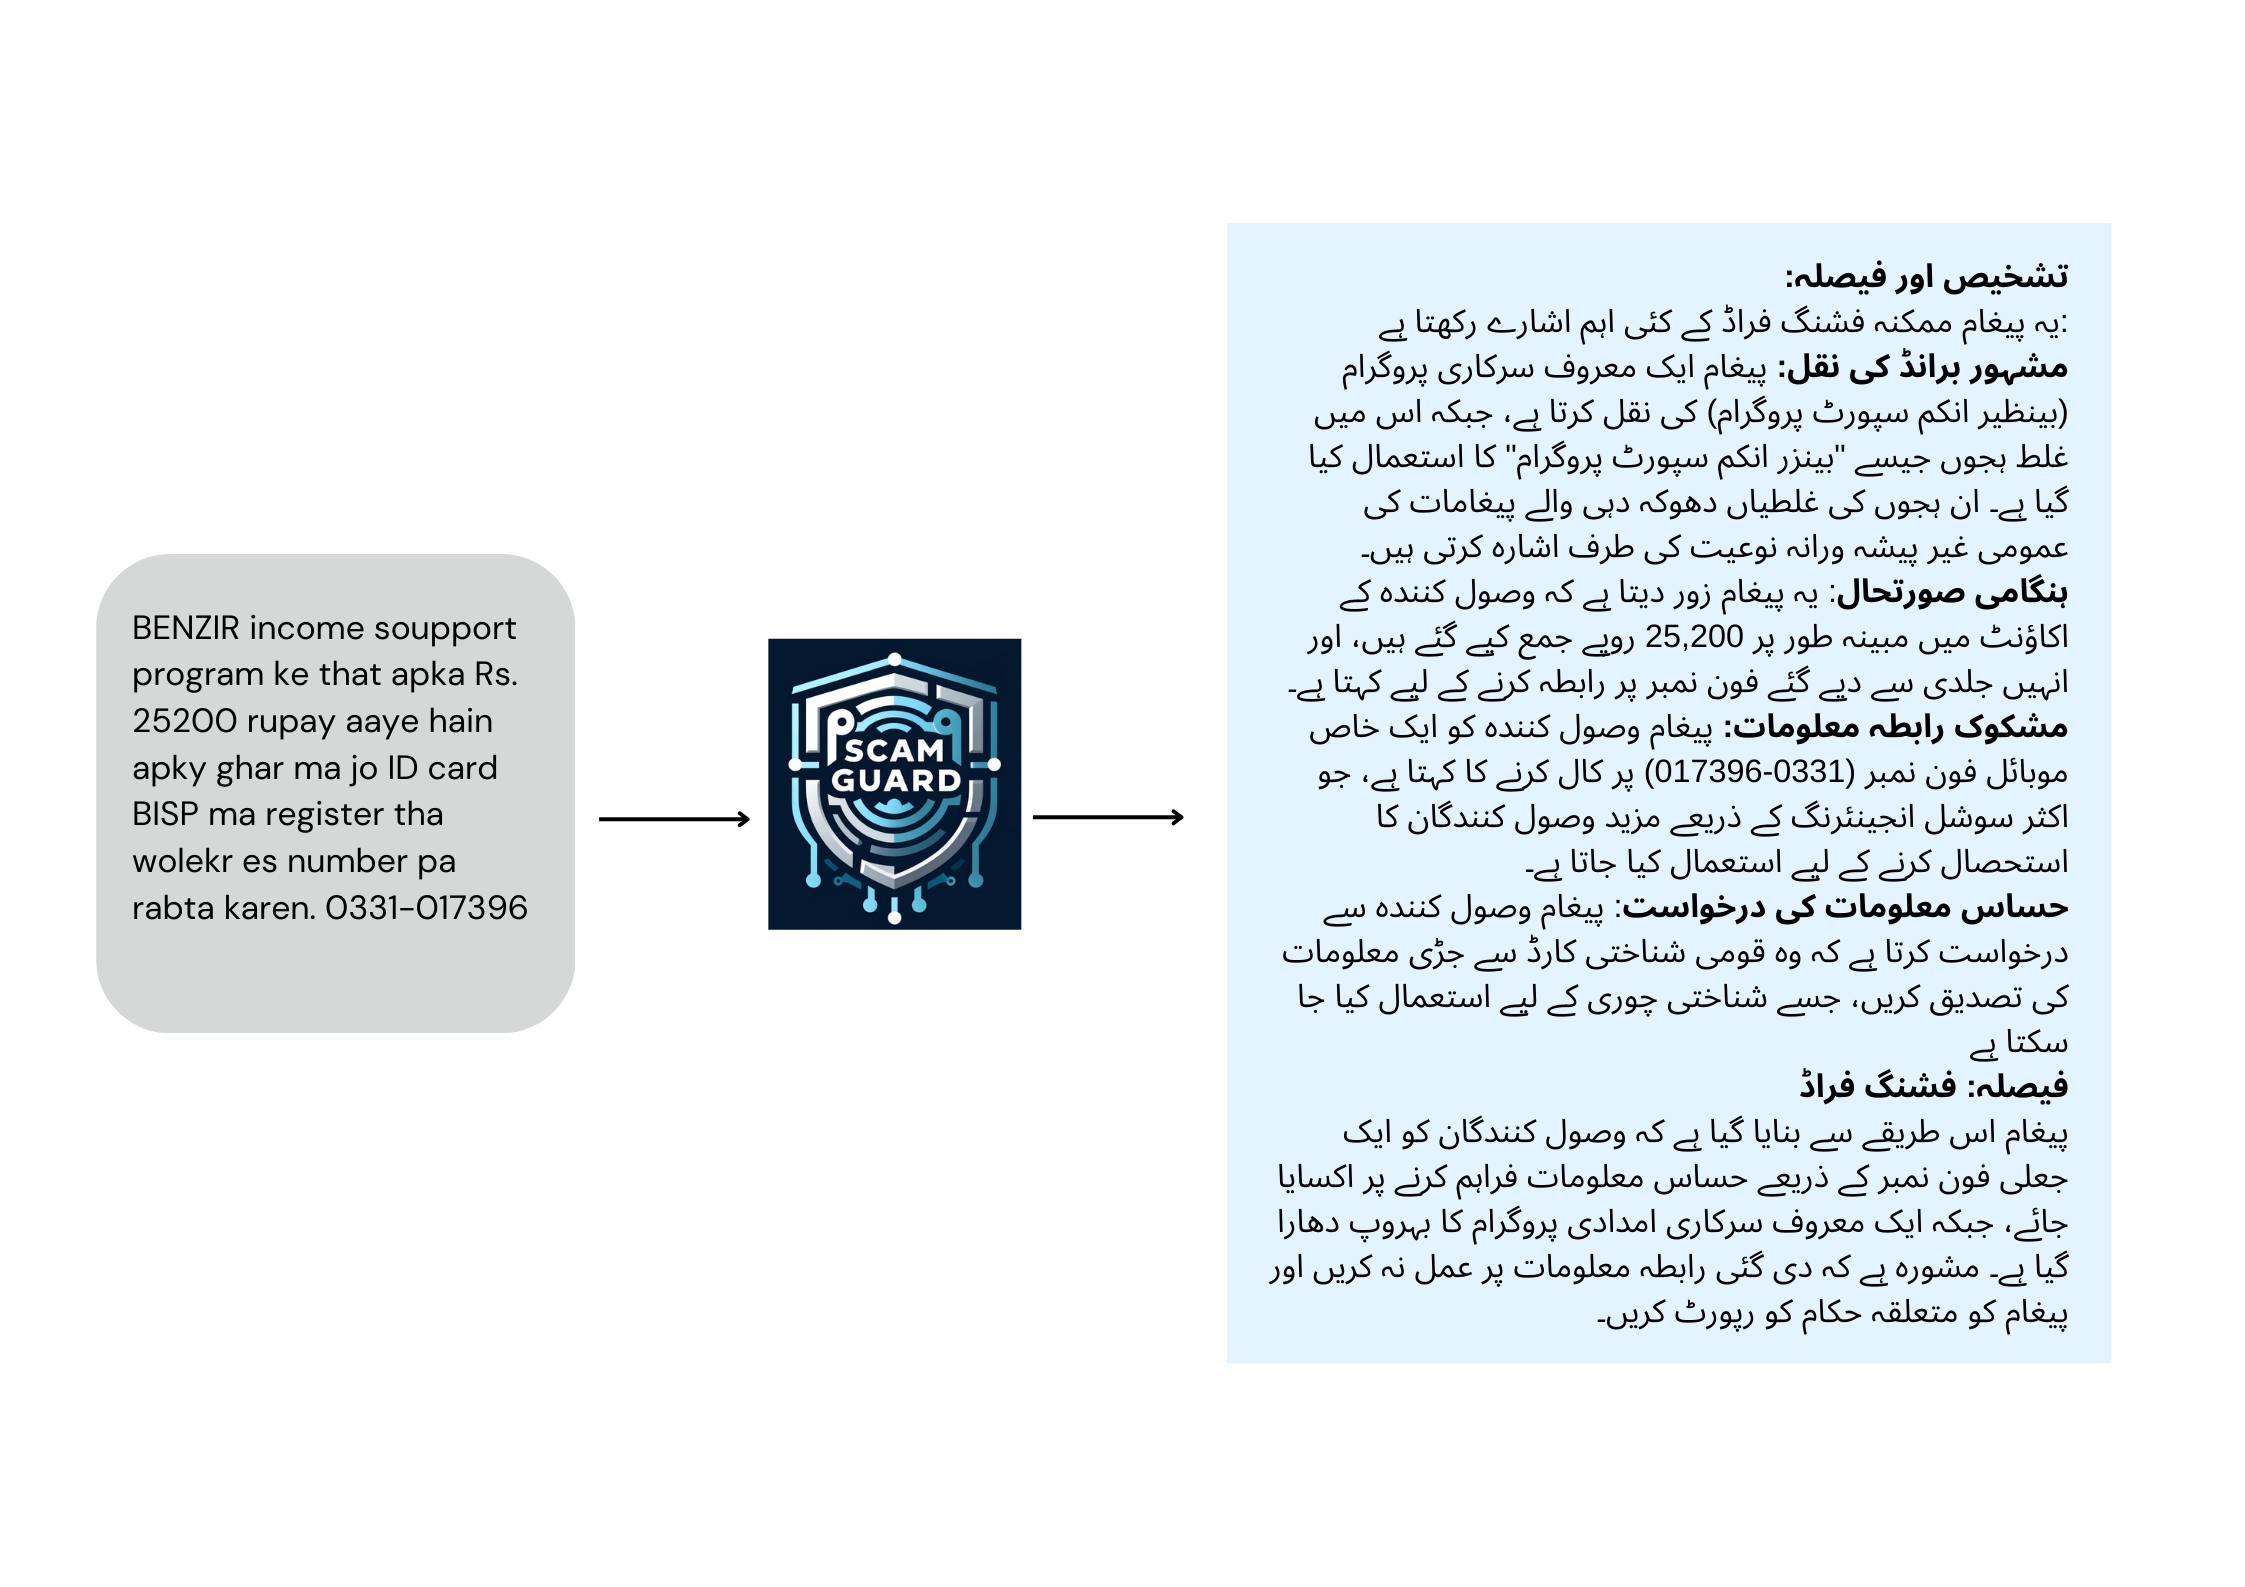 BENZIR income soupport
program ke that apka Rs.
25200 rupay aaye hain
apky ghar ma jo ID card
BISP ma register tha
wolekr es number pa
rabta karen. 0331-017396
SCAM
GUARD
تشخیص اور فیصلہ:
:یہ پیغام ممکنہ فشنگ فراڈ کے کئی اہم اشارے رکھتا ہے
مشہور برانڈ کی نقل: پیغام ایک معروف سرکاری پروگرام
(بینظیر انکم سپورٹ پروگرام) کی نقل کرتا ہے، جبکہ اس میں
غلط ہجوں جیسے "بینزر انکم سپورٹ پروگرام" کا استعمال کیا
گیا ہے۔ ان ہجوں کی غلطیاں دھوکہ دہی والے پیغامات کی
عمومی غیر پیشہ ورانہ نوعیت کی طرف اشارہ کرتی ہیں۔
ہنگامی صورتحال: یہ پیغام زور دیتا ہے کہ وصول کنندہ کے
اکاؤنٹ میں مبینہ طور پر 25,200 روپے جمع کیے گئے ہیں، اور
انہیں جلدی سے دیے گئے فون نمبر پر رابطہ کرنے کے لیے کہتا ہے۔
مشکوک رابطہ معلومات: پیغام وصول کنندہ کو ایک خاص
موبائل فون نمبر (0331-017396) پر کال کرنے کا کہتا ہے، جو
اکثر سوشل انجینئرنگ کے ذریعے مزید وصول کنندگان کا
استحصال کرنے کے لیے استعمال کیا جاتا ہے۔
حساس معلومات کی درخواست: پیغام وصول کنندہ سے
درخواست کرتا ہے کہ وہ قومی شناختی کارڈ سے جڑی معلومات
کی تصدیق کریں، جسے شناختی چوری کے لیے استعمال کیا جا
سکتا ہے
فیصلہ: فشنگ فراڈ
پیغام اس طریقے سے بنایا گیا ہے کہ وصول کنندگان کو ایک
جعلی فون نمبر کے ذریعے حساس معلومات فراہم کرنے پر اکسایا
جائے، جبکہ ایک معروف سرکاری امدادی پروگرام کا بہروپ دھارا
گیا ہے۔ مشورہ ہے کہ دی گئی رابطہ معلومات پر عمل نہ کریں اور
پیغام کو متعلقہ حکام کو رپورٹ کریں۔